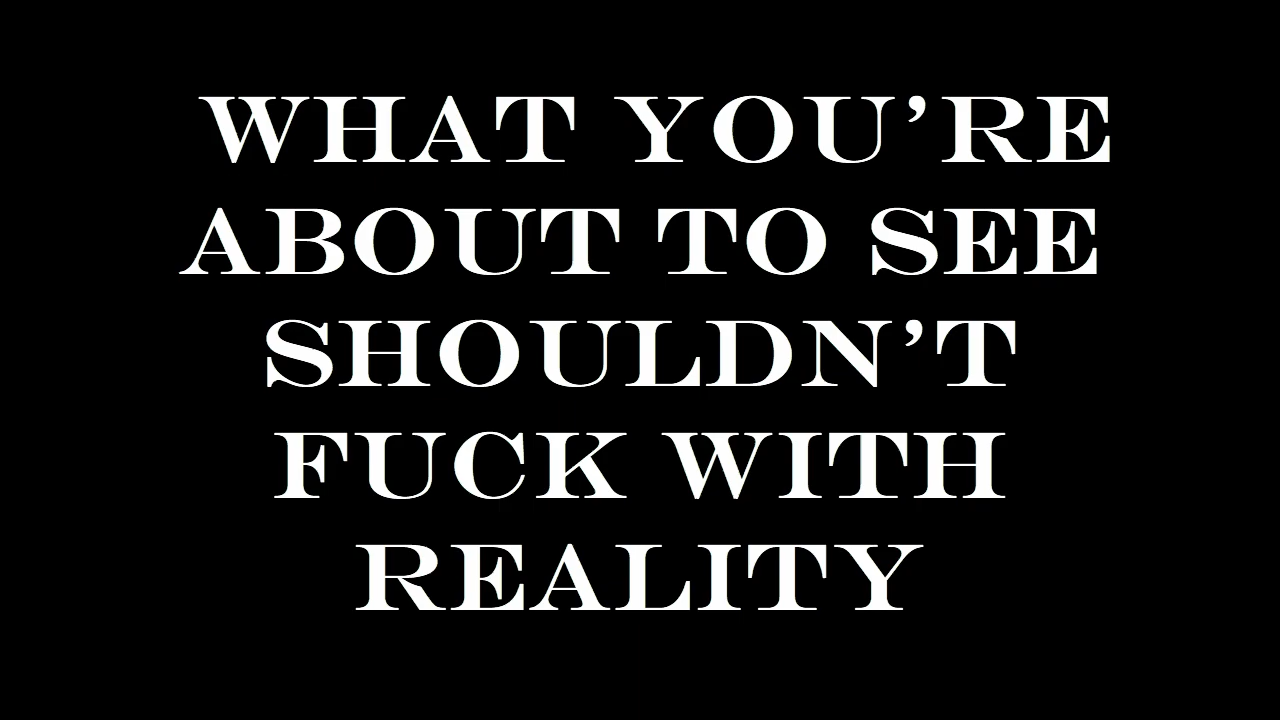 WHAT YOU'RE
ABOUT TO SEE
SHOULDN'T
FUCK WITH
REALITY